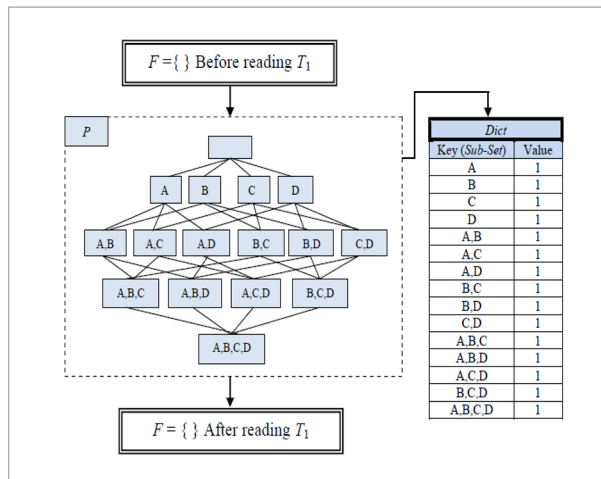 F = { } Before reading T1
P
A B C D
A,B A,C A,D B,C B,D C,D
A,B,C A,B,D A,C,D B,C,D
A,B,C,D
F = { } After reading T1
Dict
Key (Sub-Set) Value
A 1
B 1
C 1
D 1
A,B 1
A,C 1
A,D 1
B,C 1
B,D 1
C,D 1
A,B,C 1
A,B,D 1
A,C,D 1
B,C,D 1
A,B,C,D 1